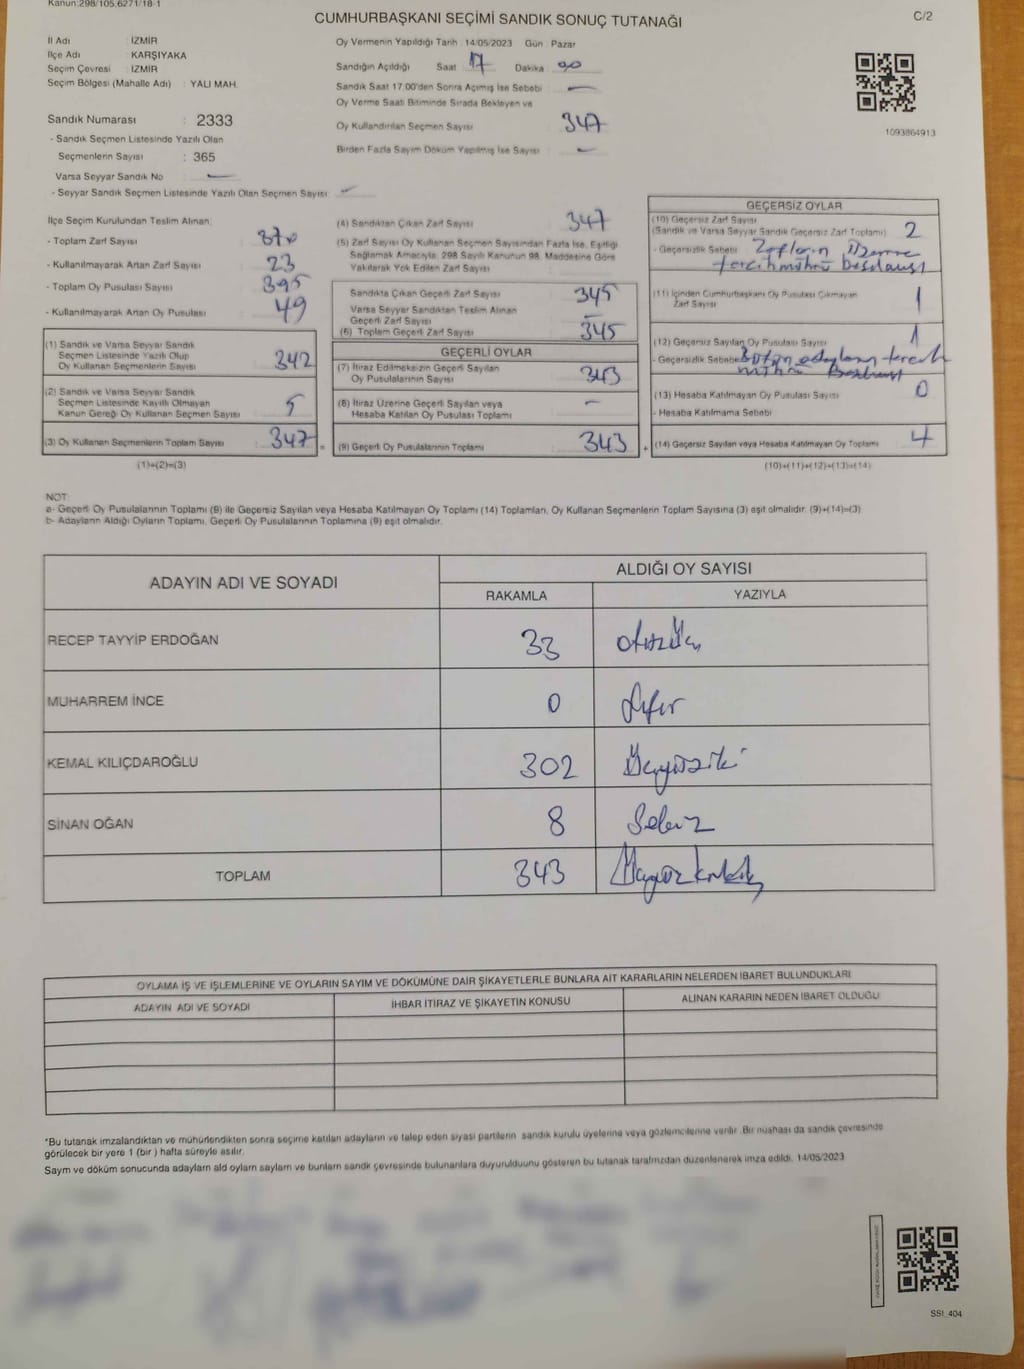 Kanun:298/105,6271/18-1
CUMHURBAŞKANI SEÇİMİ SANDIK SONUÇ TUTANAĞI
C/2
İl Adı : İZMİR
İlçe Adı : KARŞIYAKA
Seçim Çevresi : İZMİR
Seçim Bölgesi (Mahalle Adı) : YALI MAH.
Sandık Numarası : 2333
- Sandık Seçmen Listesinde Yazılı Olan
Seçmenlerin Sayısı : 365
Varsa Seyyar Sandık No —
- Seyyar Sandık Seçmen Listesinde Yazılı Olan Seçmen Sayısı :
Oy Vermenin Yapıldığı Tarih : 14/05/2023 Gün : Pazar
Sandığın Açıldığı Saat : 17 Dakika : 00
Sandık Saat 17.00'den Sonra Açımış İse Sebebi : —
Oy Verme Saati Bitiminde Sırada Bekleyen ve
Oy Kullandırılan Seçmen Sayısı : 347
Birden Fazla Sayım Döküm Yapılmış İse Sayısı : —
1093864913
İlçe Seçim Kurulundan Teslim Alınan;
- Toplam Zarf Sayısı : 370
- Kullanılmayarak Artan Zarf Sayısı : 23
- Toplam Oy Pusulası Sayısı : 395
- Kullanılmayarak Artan Oy Pusulası : 49
(1) Sandık ve Varsa Seyyar Sandık
Seçmen Listesinde Yazılı Olup
Oy Kullanan Seçmenlerin Sayısı : 342
(2) Sandık ve Varsa Seyyar Sandık
Seçmen Listesinde Kayıtlı Olmayan
Kanun Gereği Oy Kullanan Seçmen Sayısı : 5
(3) Oy Kullanan Seçmenlerin Toplam Sayısı : 347 =
(1)+(2)=(3)
(4) Sandıktan Çıkan Zarf Sayısı : 347
(5) Zarf Sayısı Oy Kullanan Seçmen Sayısından Fazla İse, Eşitliği
Sağlamak Amacıyla, 298 Sayılı Kanunun 98. Maddesine Göre
Yakılarak Yok Edilen Zarf Sayısı :
Sandıkta Çıkan Geçerli Zarf Sayısı : 345
Varsa Seyyar Sandıktan Teslim Alınan
Geçerli Zarf Sayısı : —
(6) Toplam Geçerli Zarf Sayısı : 345
GEÇERLİ OYLAR
(7) İtiraz Edilmeksizin Geçerli Sayılan
Oy Pusulalarının Sayısı : 343
(8) İtiraz Üzerine Geçerli Sayılan veya
Hesaba Katılan Oy Pusulası Toplamı : —
(9) Geçerli Oy Pusulalarının Toplamı : 343 +
GEÇERSİZ OYLAR
(10) Geçersiz Zarf Sayısı
(Sandık ve Varsa Seyyar Sandık Geçersiz Zarf Toplamı) : 2
- Geçersizlik Sebebi : Zarfların Üzerine
tercih mührü basılması
(11) İçinden Cumhurbaşkanı Oy Pusulası Çıkmayan
Zarf Sayısı : 1
(12) Geçersiz Sayılan Oy Pusulası Sayısı : 1
- Geçersizlik Sebebi Bütün adayların tercih
mührü Basılması
(13) Hesaba Katılmayan Oy Pusulası Sayısı : 0
- Hesaba Katılmama Sebebi :
(14) Geçersiz Sayılan veya Hesaba Katılmayan Oy Toplamı : 4
(10)+(11)+(12)+(13)=(14)
NOT:
a- Geçerli Oy Pusulalarının Toplamı (9) ile Geçersiz Sayılan veya Hesaba Katılmayan Oy Toplamı (14) Toplamları, Oy Kullanan Seçmenlerin Toplam Sayısına (3) eşit olmalıdır. (9)+(14)=(3)
b- Adayların Aldığı Oyların Toplamı, Geçerli Oy Pusulalarının Toplamına (9) eşit olmalıdır.
ADAYIN ADI VE SOYADI
ALDIĞI OY SAYISI
RAKAMLA YAZIYLA
RECEP TAYYİP ERDOĞAN 33 otuzüç
MUHARREM İNCE 0 Sıfır
KEMAL KILIÇDAROĞLU 302 Üçyüziki
SİNAN OĞAN 8 Sekiz
TOPLAM 343 Üçyüzkırküç
OYLAMA İŞ VE İŞLEMLERİNE VE OYLARIN SAYIM VE DÖKÜMÜNE DAİR ŞİKAYETLERLE BUNLARA AİT KARARLARIN NELERDEN İBARET BULUNDUKLARI
ADAYIN ADI VE SOYADI İHBAR İTİRAZ VE ŞİKAYETİN KONUSU ALINAN KARARIN NEDEN İBARET OLDUĞU
*Bu tutanak imzalandıktan ve mühürlendikten sonra seçime katılan adayların ve talep eden siyasi partilerin sandık kurulu üyelerine veya gözlemcilerine verilir. Bir nüshası da sandık çevresinde
görülecek bir yere 1 (bir ) hafta süreyle asılır.
Sayım ve döküm sonucunda adayların ald oyların sayıların ve bunların sandık çevresinde bulunanlara duyurulduunu gösteren bu tutanak tarafımızdan düzenlenerek imza edildi. 14/05/2023
SSI_404